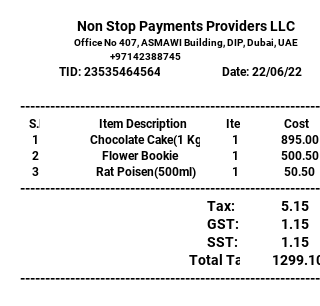 Non Stop Payments Providers LLC
Office No 407, ASMAWI Building, DIP, Dubai, UAE
+97142388745
TID: 23535464564 Date: 22/06/22
S. Item Description Ite Cost
1 Chocolate Cake(1 Kg 1 895.00
2 Flower Bookie 1 500.50
3 Rat Poisen(500ml) 1 50.50
Tax: 5.15
GST: 1.15
SST: 1.15
Total Ta 1299.10